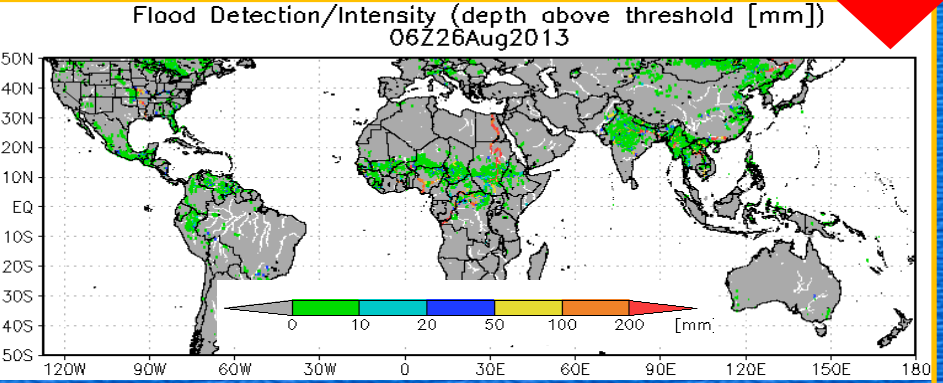 Flood Detection/Intensity (depth above threshold [mm])
06Z26Aug2013
50N
40N
30N
20N
10N
EQ
10S
20S
30S
40S
50S
0 10 20 50 100 200 [mm
120W 90W 60W 30W 0 30E 60E 90E 120E 150E 180